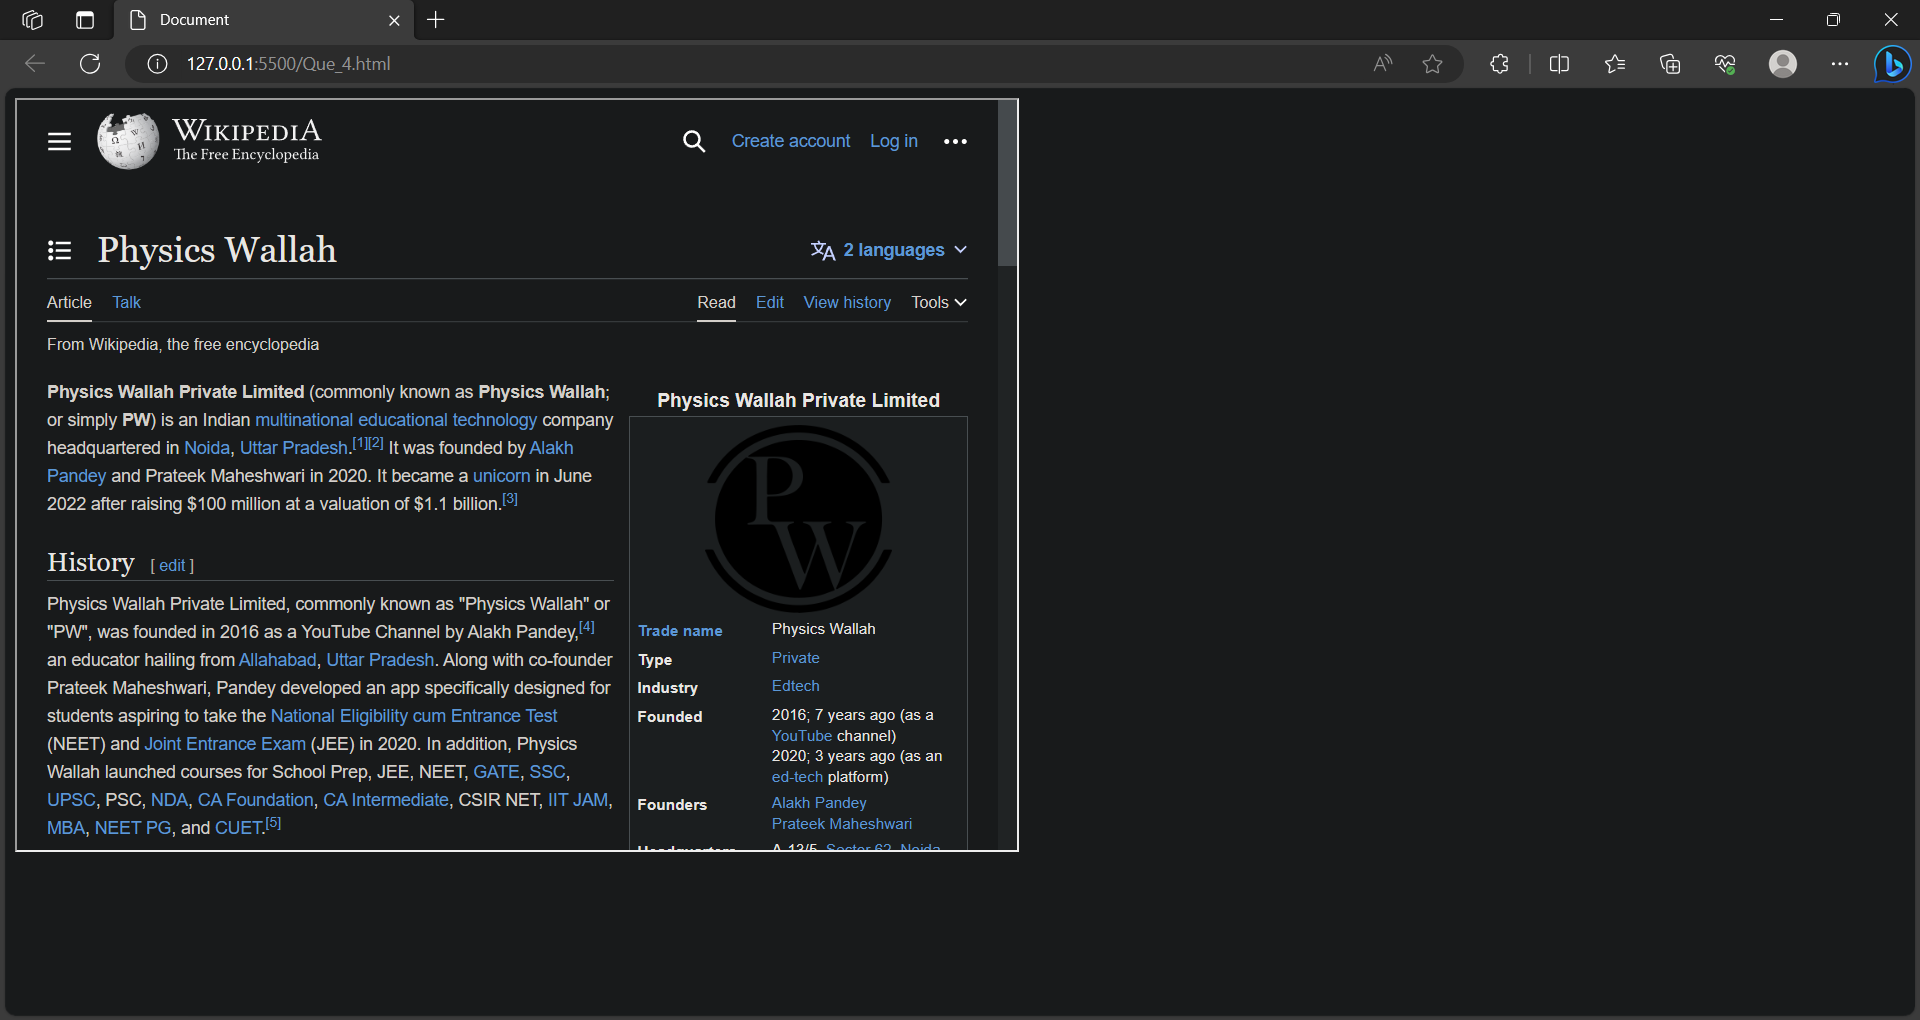 Document
127.0.0.1:5500/Que_4.html
WIKIPEDIA
The Free Encyclopedia
Create account Log in
Physics Wallah
2 languages
Article Talk
Read Edit View history Tools
From Wikipedia, the free encyclopedia
Physics Wallah Private Limited (commonly known as Physics Wallah;
or simply PW) is an Indian multinational educational technology company
headquartered in Noida, Uttar Pradesh.[1][2] It was founded by Alakh
Pandey and Prateek Maheshwari in 2020. It became a unicorn in June
2022 after raising $100 million at a valuation of $1.1 billion.[3]
History [ edit ]
Physics Wallah Private Limited, commonly known as "Physics Wallah" or
"PW", was founded in 2016 as a YouTube Channel by Alakh Pandey,[4]
an educator hailing from Allahabad, Uttar Pradesh. Along with co-founder
Prateek Maheshwari, Pandey developed an app specifically designed for
students aspiring to take the National Eligibility cum Entrance Test
(NEET) and Joint Entrance Exam (JEE) in 2020. In addition, Physics
Wallah launched courses for School Prep, JEE, NEET, GATE, SSC,
UPSC, PSC, NDA, CA Foundation, CA Intermediate, CSIR NET, IIT JAM,
MBA, NEET PG, and CUET.[5]
Physics Wallah Private Limited
P
W
Trade name Physics Wallah
Type Private
Industry Edtech
Founded 2016; 7 years ago (as a
YouTube channel)
2020; 3 years ago (as an
ed-tech platform)
Founders Alakh Pandey
Prateek Maheshwari
Headquarters A-13/5, Sector 62, Noida